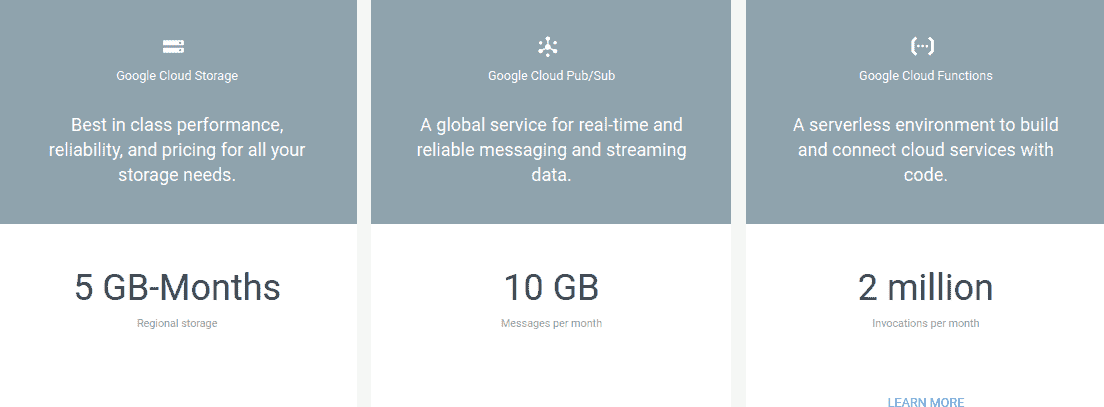 Google Cloud Storage
Best in class performance,
reliability, and pricing for all your
storage needs.
5 GB-Months
Regional storage
Google Cloud Pub/Sub
A global service for real-time and
reliable messaging and streaming
data.
10 GB
Messages per month
Google Cloud Functions
A serverless environment to build
and connect cloud services with
code.
2 million
Invocations per month
LEARN MORE